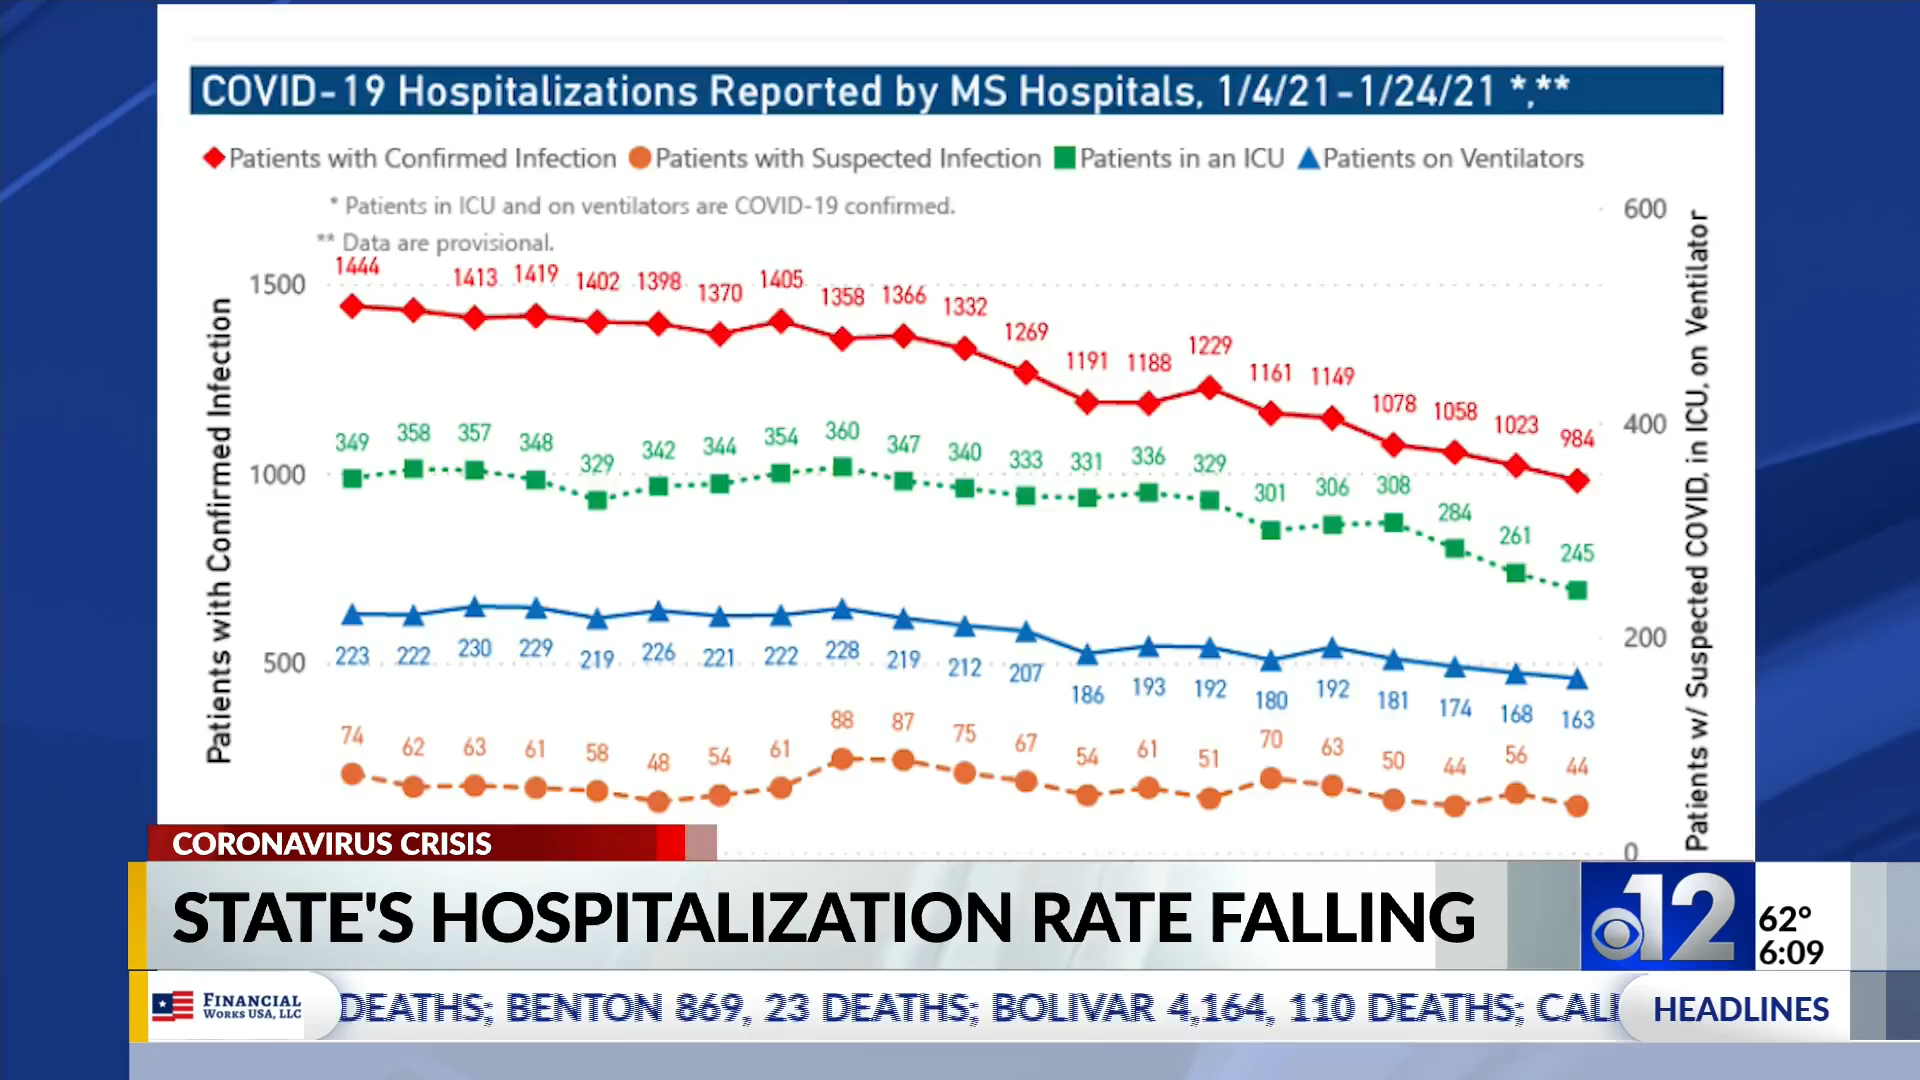 COVID-19 Hospitalizations Reported by MS Hospitals, 1/4/21-1/24/21 *,**
Patients with Confirmed Infection Patients with Suspected Infection Patients in an ICU Patients on Ventilators
* Patients in ICU and on ventilators are COVID-19 confirmed.
** Data are provisional.
Patients with Confirmed Infection
1500
1000
500
1444 1413 1419 1402 1398 1370 1405 1358 1366 1332 1269 1191 1188 1229 1161 1149 1078 1058 1023 984
349 358 357 348 329 342 344 354 360 347 340 333 331 336 329 301 306 308 284 261 245
223 222 230 229 219 226 221 222 228 219 212 207 186 193 192 180 192 181 174 168 163
74 62 63 61 58 48 54 61 88 87 75 67 54 61 51 70 63 50 44 56 44
600
400
200
0
Patients w/ Suspected COVID, in ICU, on Ventilator
CORONAVIRUS CRISIS
STATE'S HOSPITALIZATION RATE FALLING
12
62°
6:09
FINANCIAL
WORKS USA, LLC
DEATHS; BENTON 869, 23 DEATHS; BOLIVAR 4,164, 110 DEATHS; CAL
HEADLINES